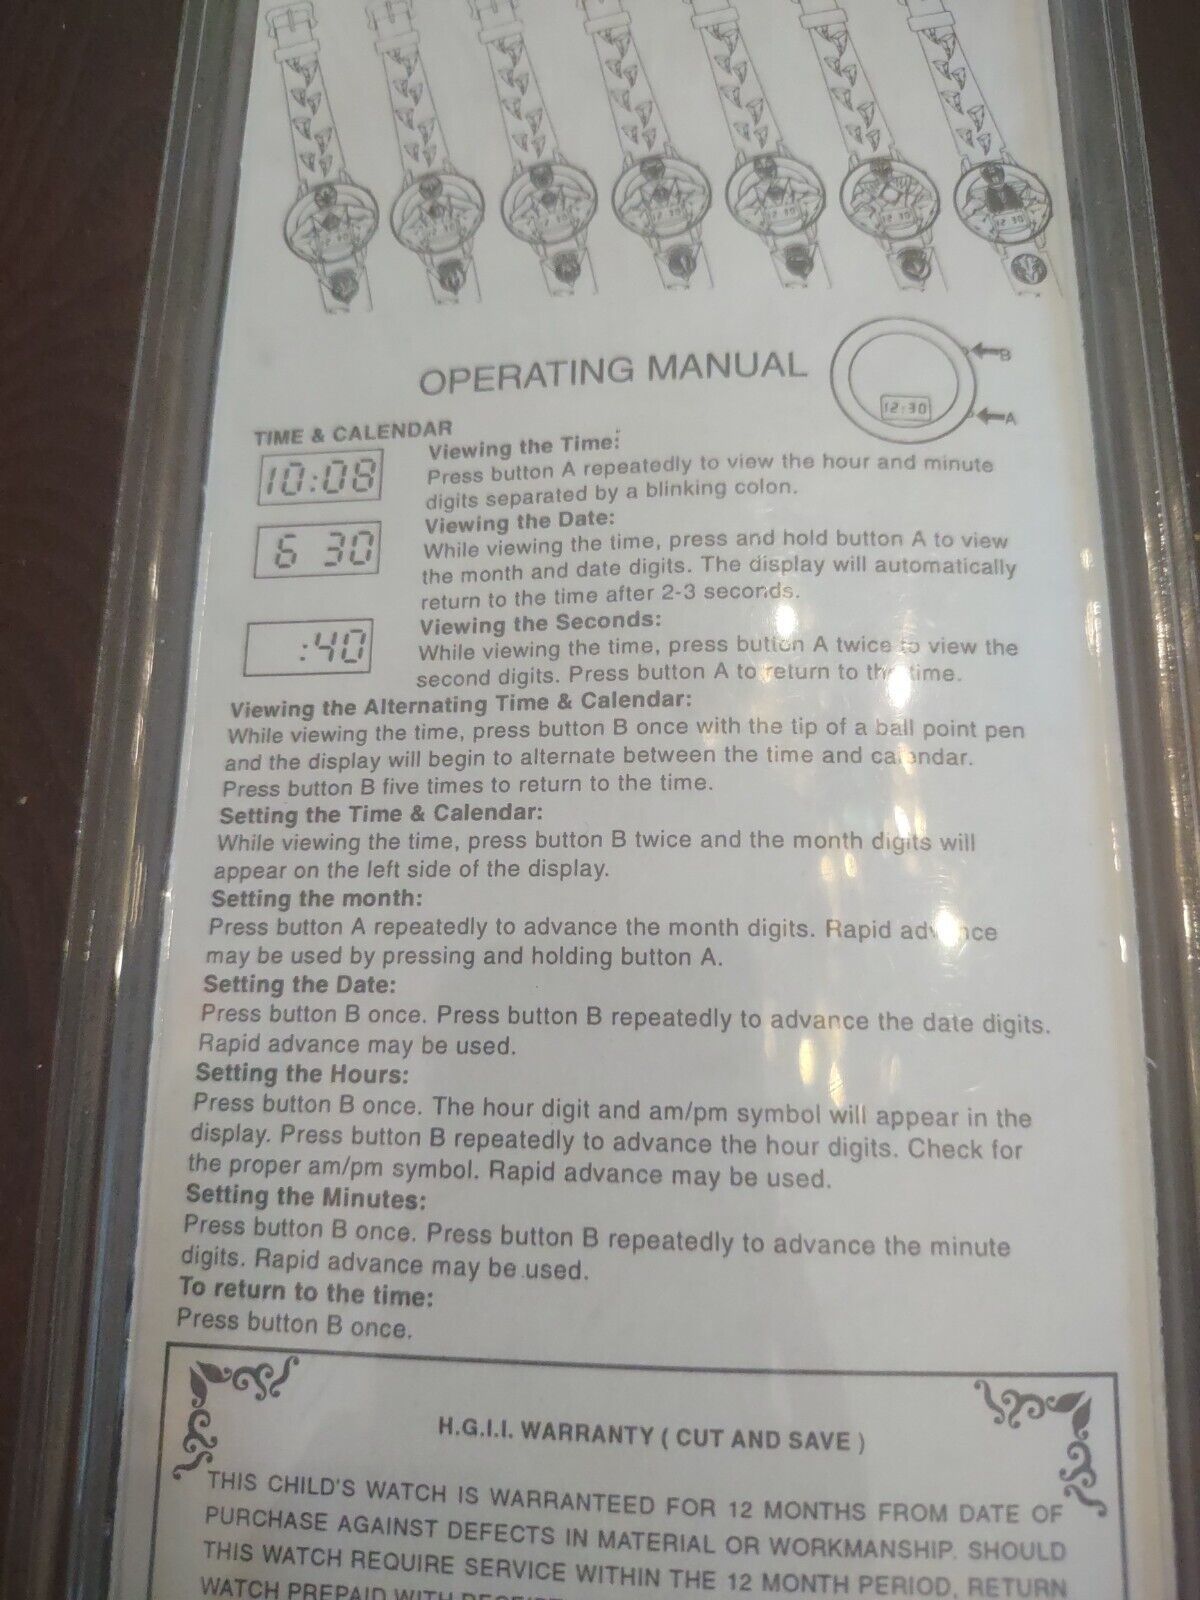 OPERATING MANUAL
B
12:30
A
TIME & CALENDAR
10:08
Viewing the Time:
Press button A repeatedly to view the hour and minute
digits separated by a blinking colon.
6 30
Viewing the Date:
While viewing the time, press and hold button A to view
the month and date digits. The display will automatically
return to the time after 2-3 seconds.
:40
Viewing the Seconds:
While viewing the time, press button A twice to view the
second digits. Press button A to return to the time.
Viewing the Alternating Time & Calendar:
While viewing the time, press button B once with the tip of a ball point pen
and the display will begin to alternate between the time and calendar.
Press button B five times to return to the time.
Setting the Time & Calendar:
While viewing the time, press button B twice and the month digits will
appear on the left side of the display.
Setting the month:
Press button A repeatedly to advance the month digits. Rapid advance
may be used by pressing and holding button A.
Setting the Date:
Press button B once. Press button B repeatedly to advance the date digits.
Rapid advance may be used.
Setting the Hours:
Press button B once. The hour digit and am/pm symbol will appear in the
display. Press button B repeatedly to advance the hour digits. Check for
the proper am/pm symbol. Rapid advance may be used.
Setting the Minutes:
Press button B once. Press button B repeatedly to advance the minute
digits. Rapid advance may be used.
To return to the time:
Press button B once.
H.G.I.I. WARRANTY ( CUT AND SAVE )
THIS CHILD'S WATCH IS WARRANTEED FOR 12 MONTHS FROM DATE OF
PURCHASE AGAINST DEFECTS IN MATERIAL OR WORKMANSHIP. SHOULD
THIS WATCH REQUIRE SERVICE WITHIN THE 12 MONTH PERIOD, RETURN
WATCH PREPAID WITH